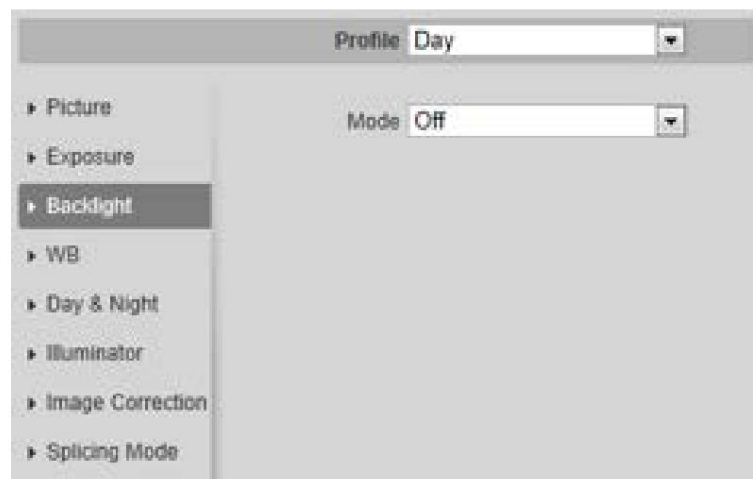 Profile Day
Picture
Mode Off
Exposure
Backlight
WB
Day & Night
Illuminator
Image Correction
Splicing Mode